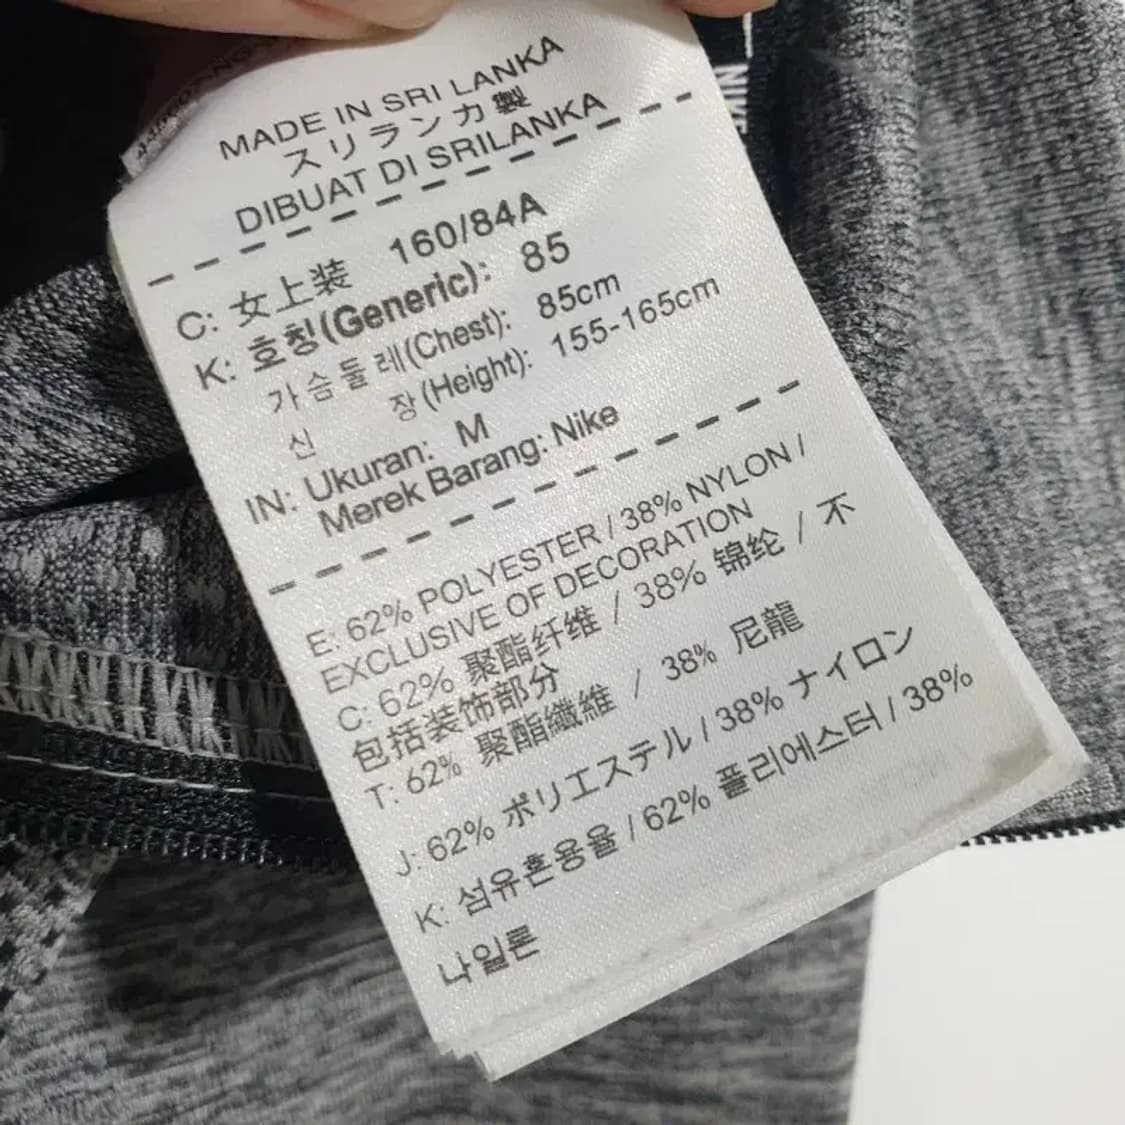 MADE IN SRI LANKA
スリランカ製
DIBUAT DI SRILANKA
C: 女上装 160/84A
K: 호칭(Generic): 85
가슴둘레(Chest): 85cm
신 장(Height): 155-165cm
IN: Ukuran: M
Merek Barang: Nike
E: 62% POLYESTER / 38% NYLON /
EXCLUSIVE OF DECORATION
C: 62% 聚酯纤维 / 38% 锦纶 / 不
包括装饰部分
T: 62% 聚酯纖維 / 38% 尼龍
J: 62% ポリエステル / 38% ナイロン
K: 섬유혼용율 / 62% 폴리에스터 / 38%
나일론
NIKE